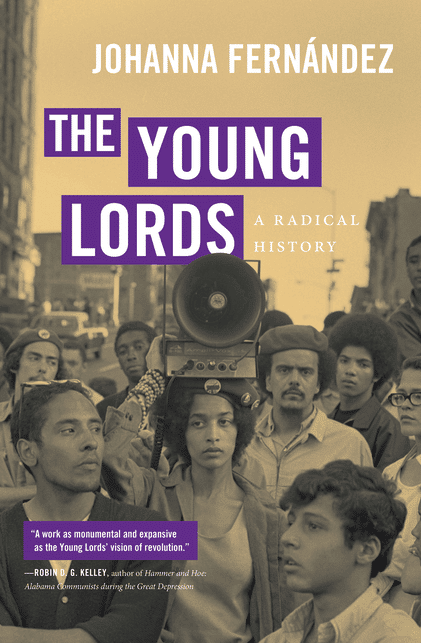 JOHANNA FERNÁNDEZ
THE YOUNG
LORDS
A RADICAL
HISTORY
“A work as monumental and expansive
as the Young Lords’ vision of revolution.”
—ROBIN D. G. KELLEY, author of Hammer and Hoe:
Alabama Communists during the Great Depression